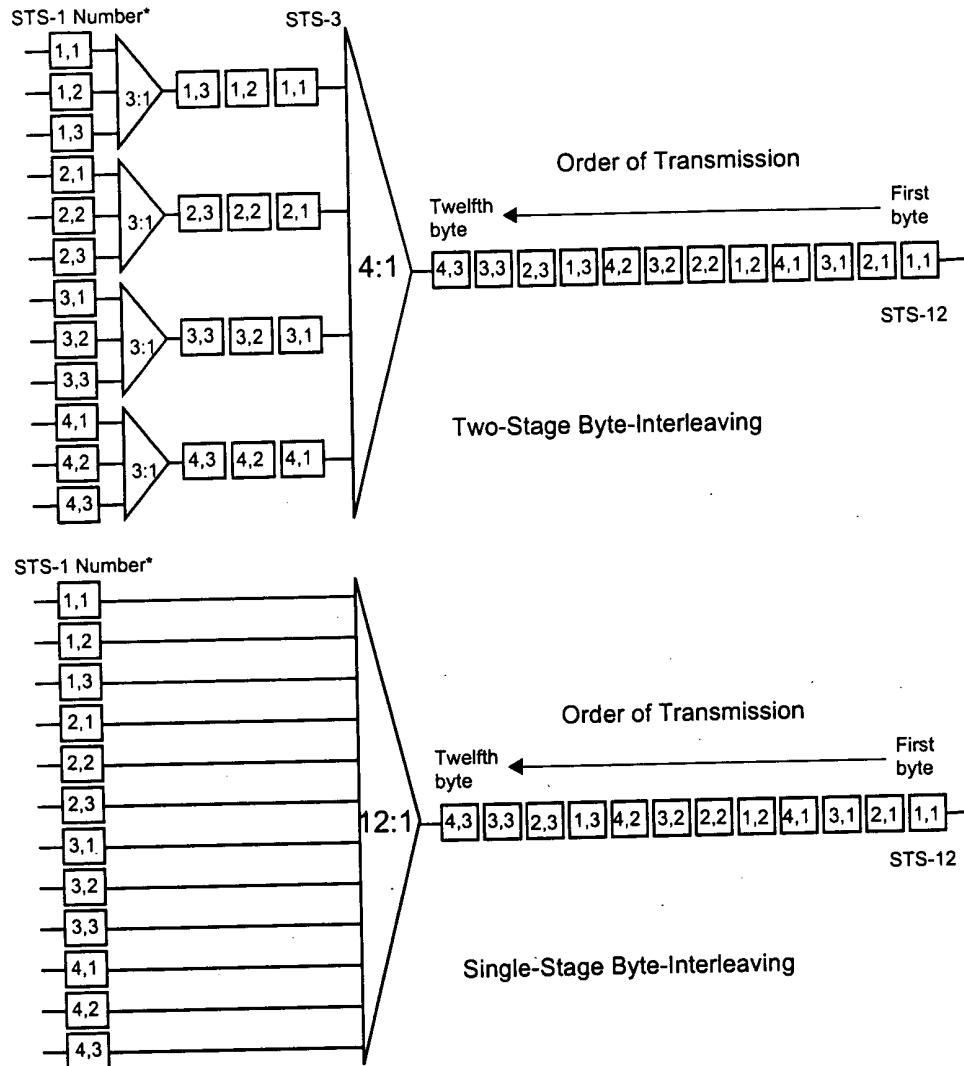 STS-1 Number*
STS-3
1,1
1,2
1,3
3:1
1,3 1,2 1,1
2,1
2,2
2,3
3:1
2,3 2,2 2,1
3,1
3,2
3,3
3:1
3,3 3,2 3,1
4,1
4,2
4,3
3:1
4,3 4,2 4,1
4:1
Order of Transmission
Twelfth
byte
First
byte
4,3 3,3 2,3 1,3 4,2 3,2 2,2 1,2 4,1 3,1 2,1 1,1
STS-12
Two-Stage Byte-Interleaving
STS-1 Number*
1,1
1,2
1,3
2,1
2,2
2,3
3,1
3,2
3,3
4,1
4,2
4,3
12:1
Order of Transmission
Twelfth
byte
First
byte
4,3 3,3 2,3 1,3 4,2 3,2 2,2 1,2 4,1 3,1 2,1 1,1
STS-12
Single-Stage Byte-Interleaving